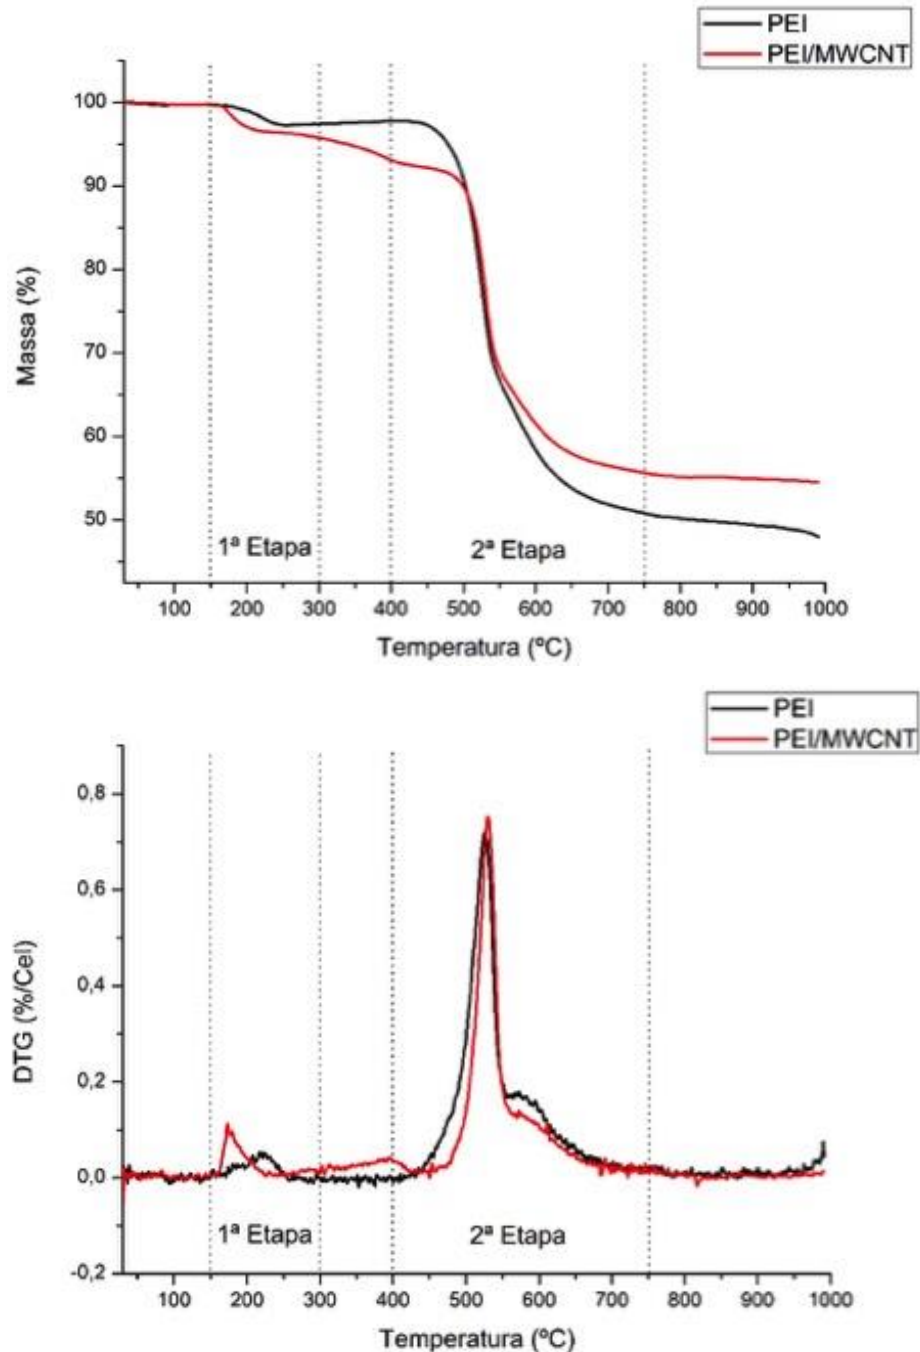 PEI
PEI/MWCNT
100
90
80
70
60
50
Massa (%)
1ª Etapa
2ª Etapa
100 200 300 400 500 600 700 800 900 1000
Temperatura (ºC)
PEI
PEI/MWCNT
0,8
0,6
0,4
0,2
0,0
-0,2
DTG (%/Cel)
1ª Etapa
2ª Etapa
100 200 300 400 500 600 700 800 900 1000
Temperatura (ºC)